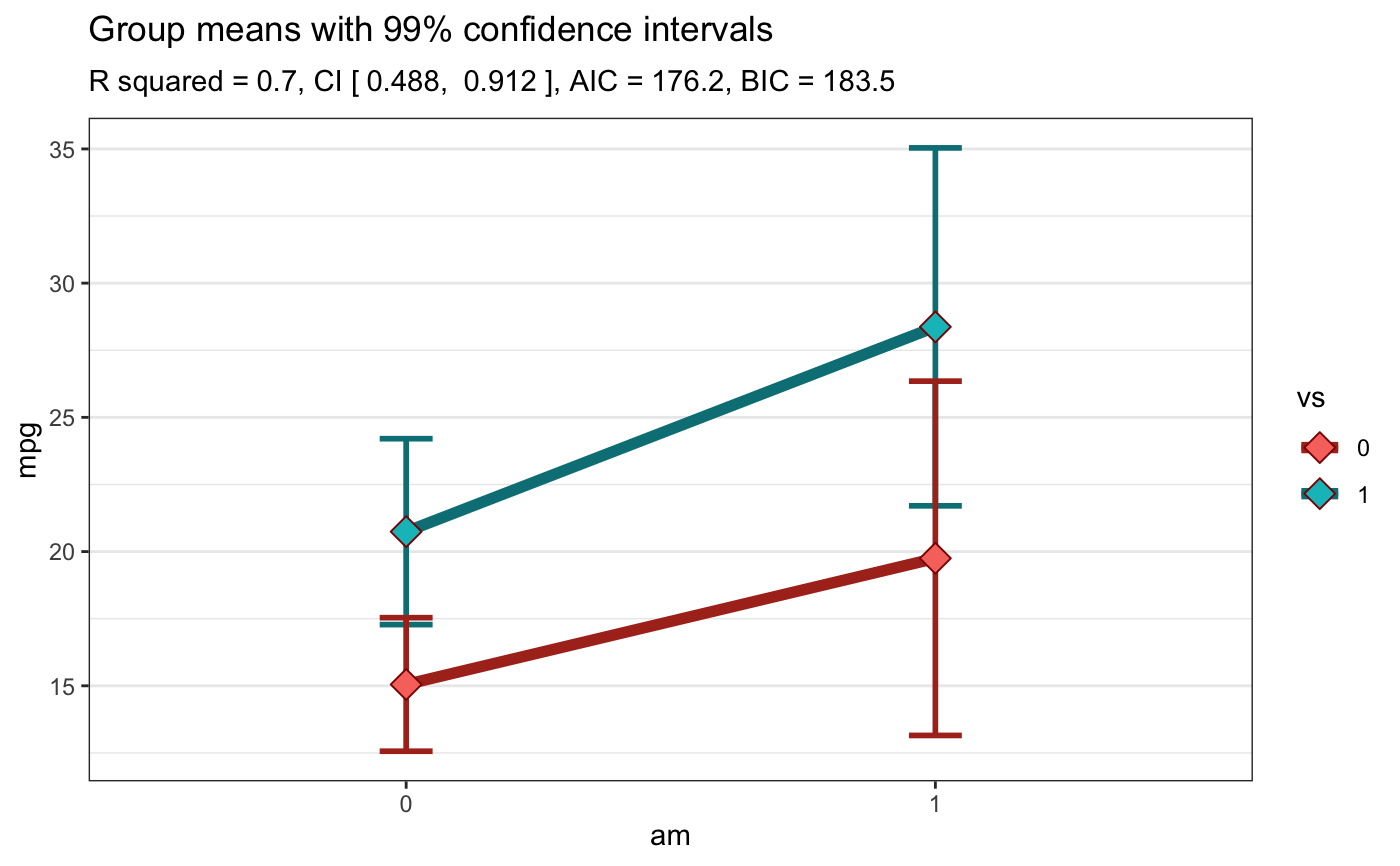 Group means with 99% confidence intervals
R squared = 0.7, CI [ 0.488,  0.912 ], AIC = 176.2, BIC = 183.5
35
30
25
20
15
mpg
0
1
am
vs
0
1